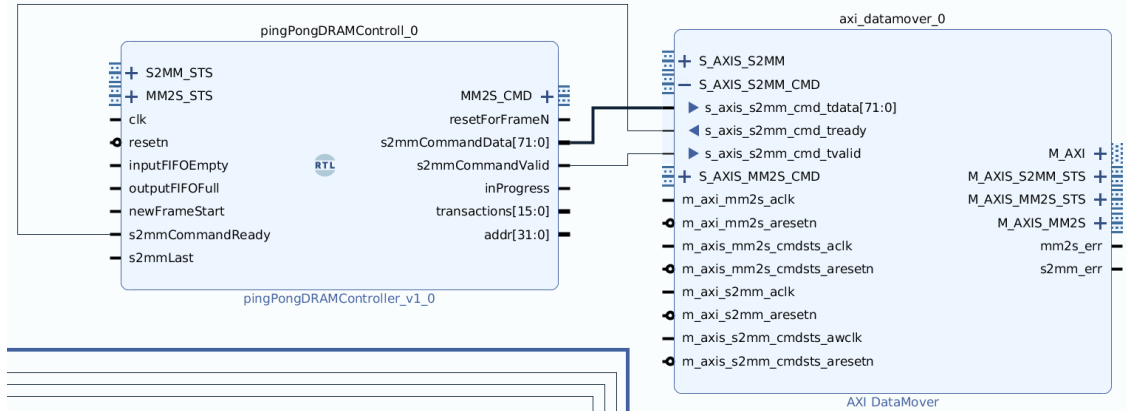 pingPongDRAMControll_0
S2MM_STS
MM2S_STS
clk
resetn
inputFIFOEmpty
outputFIFOFull
newFrameStart
s2mmCommandReady
s2mmLast
RTL
MM2S_CMD
resetForFrameN
s2mmCommandData[71:0]
s2mmCommandValid
inProgress
transactions[15:0]
addr[31:0]
pingPongDRAMController_v1_0
axi_datamover_0
S_AXIS_S2MM
S_AXIS_S2MM_CMD
s_axis_s2mm_cmd_tdata[71:0]
s_axis_s2mm_cmd_tready
s_axis_s2mm_cmd_tvalid
S_AXIS_MM2S_CMD
m_axi_mm2s_aclk
m_axi_mm2s_aresetn
m_axis_mm2s_cmdsts_aclk
m_axis_mm2s_cmdsts_aresetn
m_axi_s2mm_aclk
m_axi_s2mm_aresetn
m_axis_s2mm_cmdsts_awclk
m_axis_s2mm_cmdsts_aresetn
M_AXI
M_AXIS_S2MM_STS
M_AXIS_MM2S_STS
M_AXIS_MM2S
mm2s_err
s2mm_err
AXI DataMover